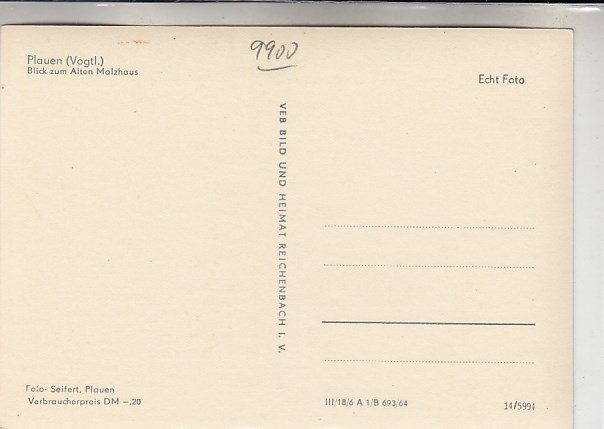 Plauen (Vogtl.)
Blick zum Alten Malzhaus
9900
Echt Foto
VEB BILD UND HEIMAT REICHENBACH I. V.
Foto- Seifert, Plauen
Verbraucherpreis DM –,20
III/18/6 A 1/B 693/64
14/5994